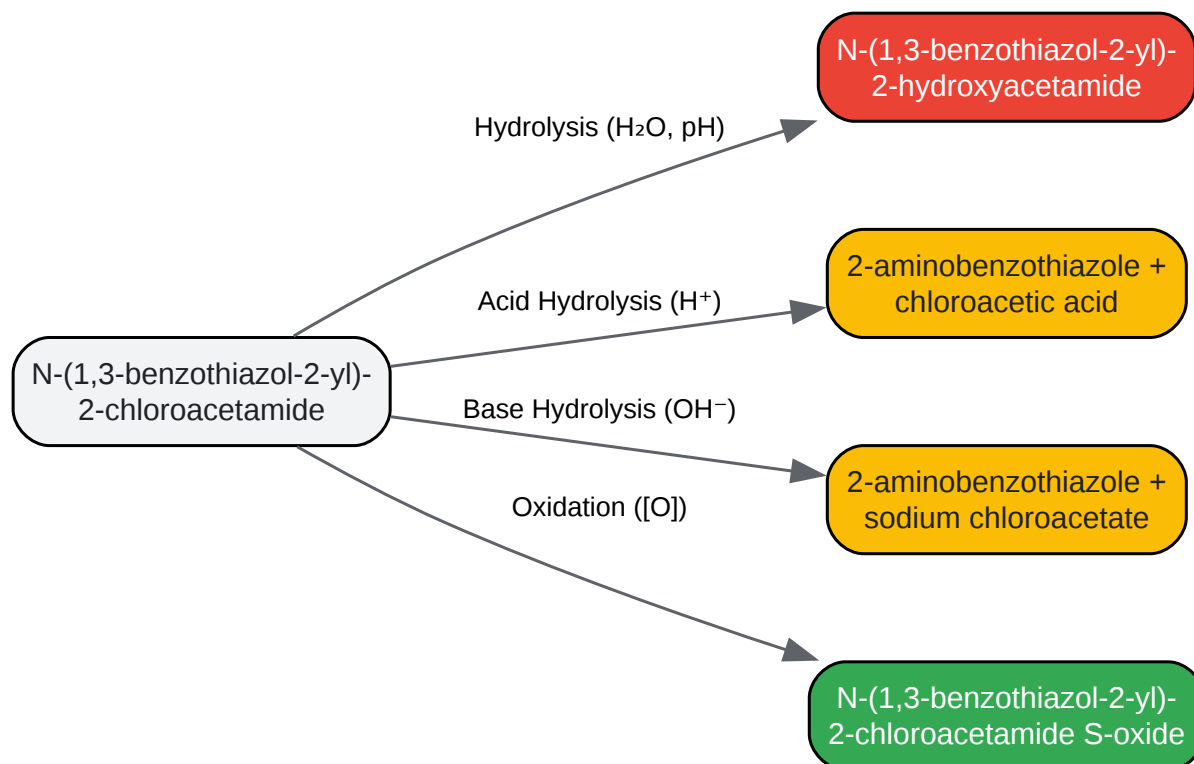 N-(1,3-benzothiazol-2-yl)-
2-hydroxyacetamide
Hydrolysis (H₂O, pH)
2-aminobenzothiazole +
chloroacetic acid
Acid Hydrolysis (H⁺)
N-(1,3-benzothiazol-2-yl)-
2-chloroacetamide
Base Hydrolysis (OH⁻)
2-aminobenzothiazole +
sodium chloroacetate
Oxidation ([O])
N-(1,3-benzothiazol-2-yl)-
2-chloroacetamide S-oxide